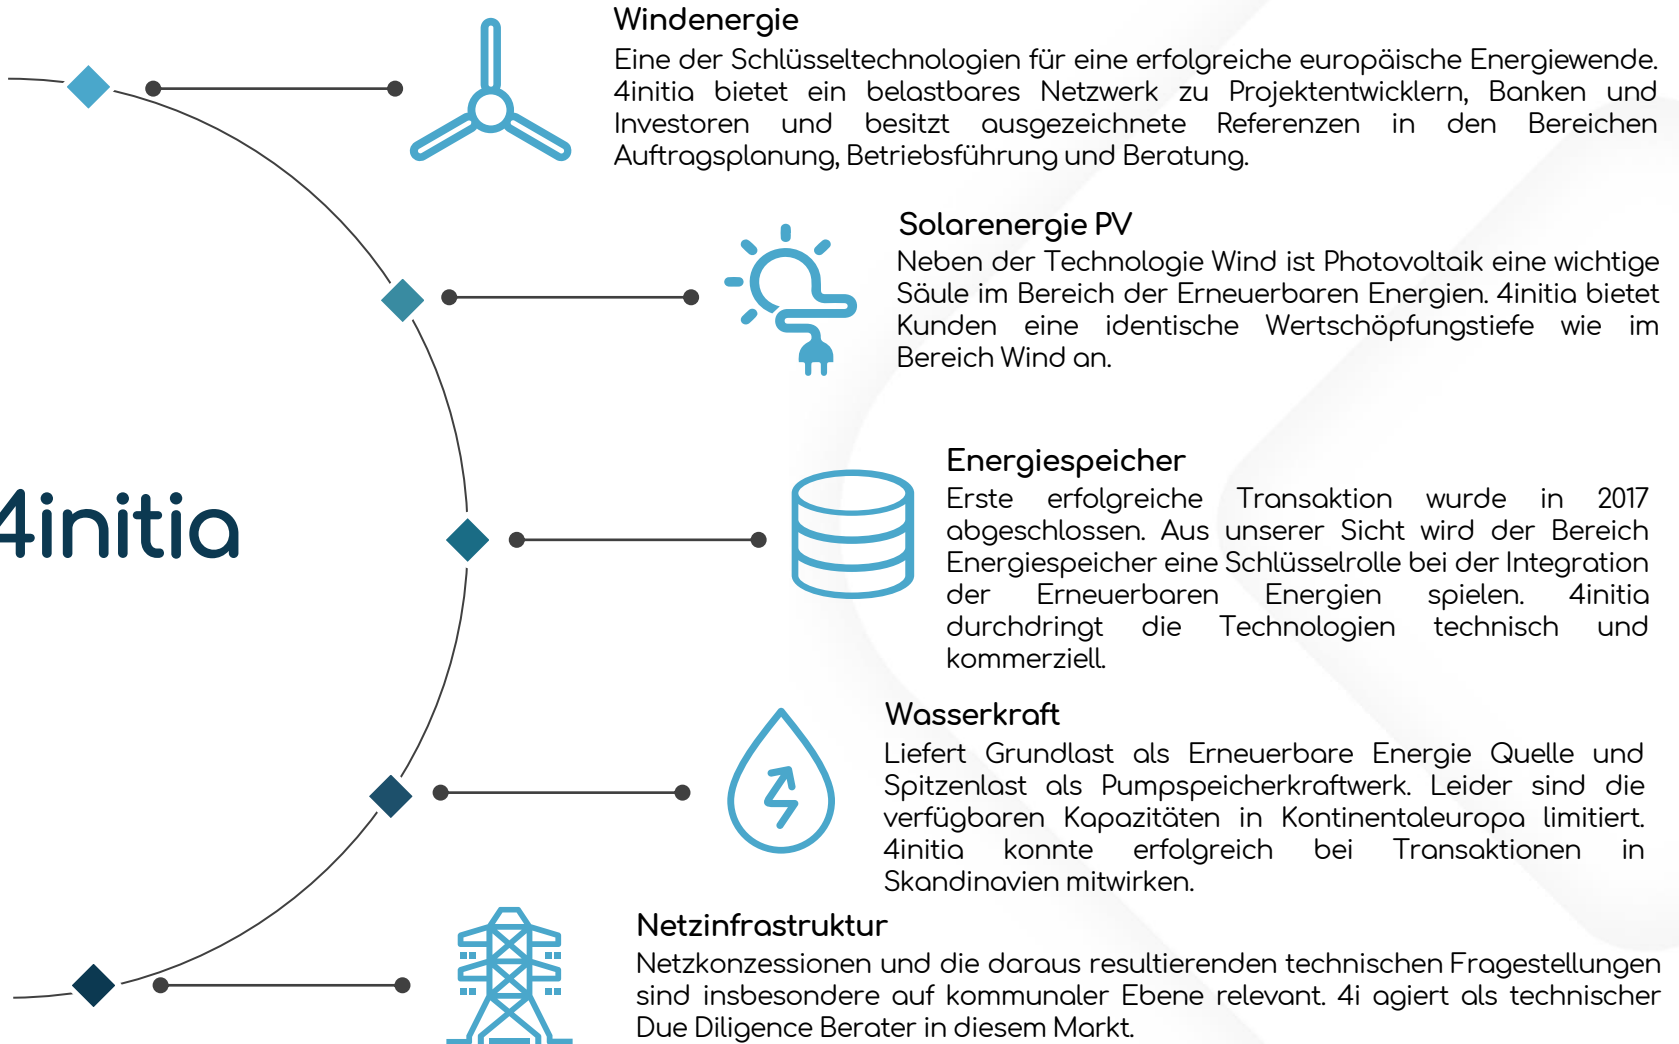 Windenergie
Eine der Schlüsseltechnologien für eine erfolgreiche europäische Energiewende.
4initia bietet ein belastbares Netzwerk zu Projektentwicklern, Banken und
Investoren und besitzt ausgezeichnete Referenzen in den Bereichen
Auftragsplanung, Betriebsführung und Beratung.
Solarenergie PV
Neben der Technologie Wind ist Photovoltaik eine wichtige
Säule im Bereich der Erneuerbaren Energien. 4initia bietet
Kunden eine identische Wertschöpfungstiefe wie im
Bereich Wind an.
4initia
Energiespeicher
Erste erfolgreiche Transaktion wurde in 2017
abgeschlossen. Aus unserer Sicht wird der Bereich
Energiespeicher eine Schlüsselrolle bei der Integration
der Erneuerbaren Energien spielen. 4initia
durchdringt die Technologien technisch und
kommerziell.
Wasserkraft
Liefert Grundlast als Erneuerbare Energie Quelle und
Spitzenlast als Pumpspeicherkraftwerk. Leider sind die
verfügbaren Kapazitäten in Kontinentaleuropa limitiert.
4initia konnte erfolgreich bei Transaktionen in
Skandinavien mitwirken.
Netzinfrastruktur
Netzkonzessionen und die daraus resultierenden technischen Fragestellungen
sind insbesondere auf kommunaler Ebene relevant. 4i agiert als technischer
Due Diligence Berater in diesem Markt.